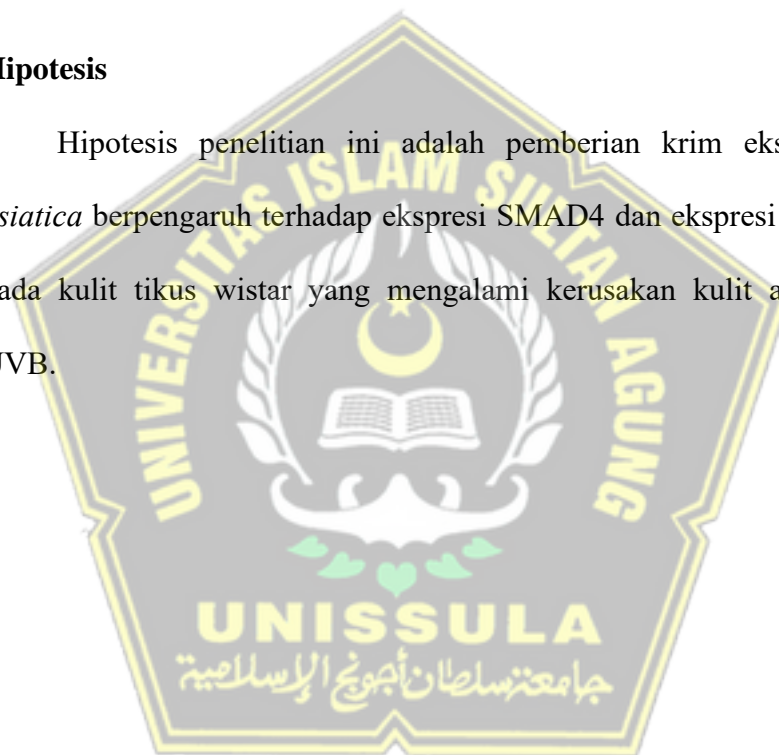 Hipotesis
Hipotesis penelitian ini adalah pemberian krim eks
siatica berpengaruh terhadap ekspresi SMAD4 dan ekspresi
ada kulit tikus wistar yang mengalami kerusakan kulit a
UVB.
UNIVERSITAS ISLAM SULTAN AGUNG
UNISSULA
جامعتنسلطان أجونج الإسلامية